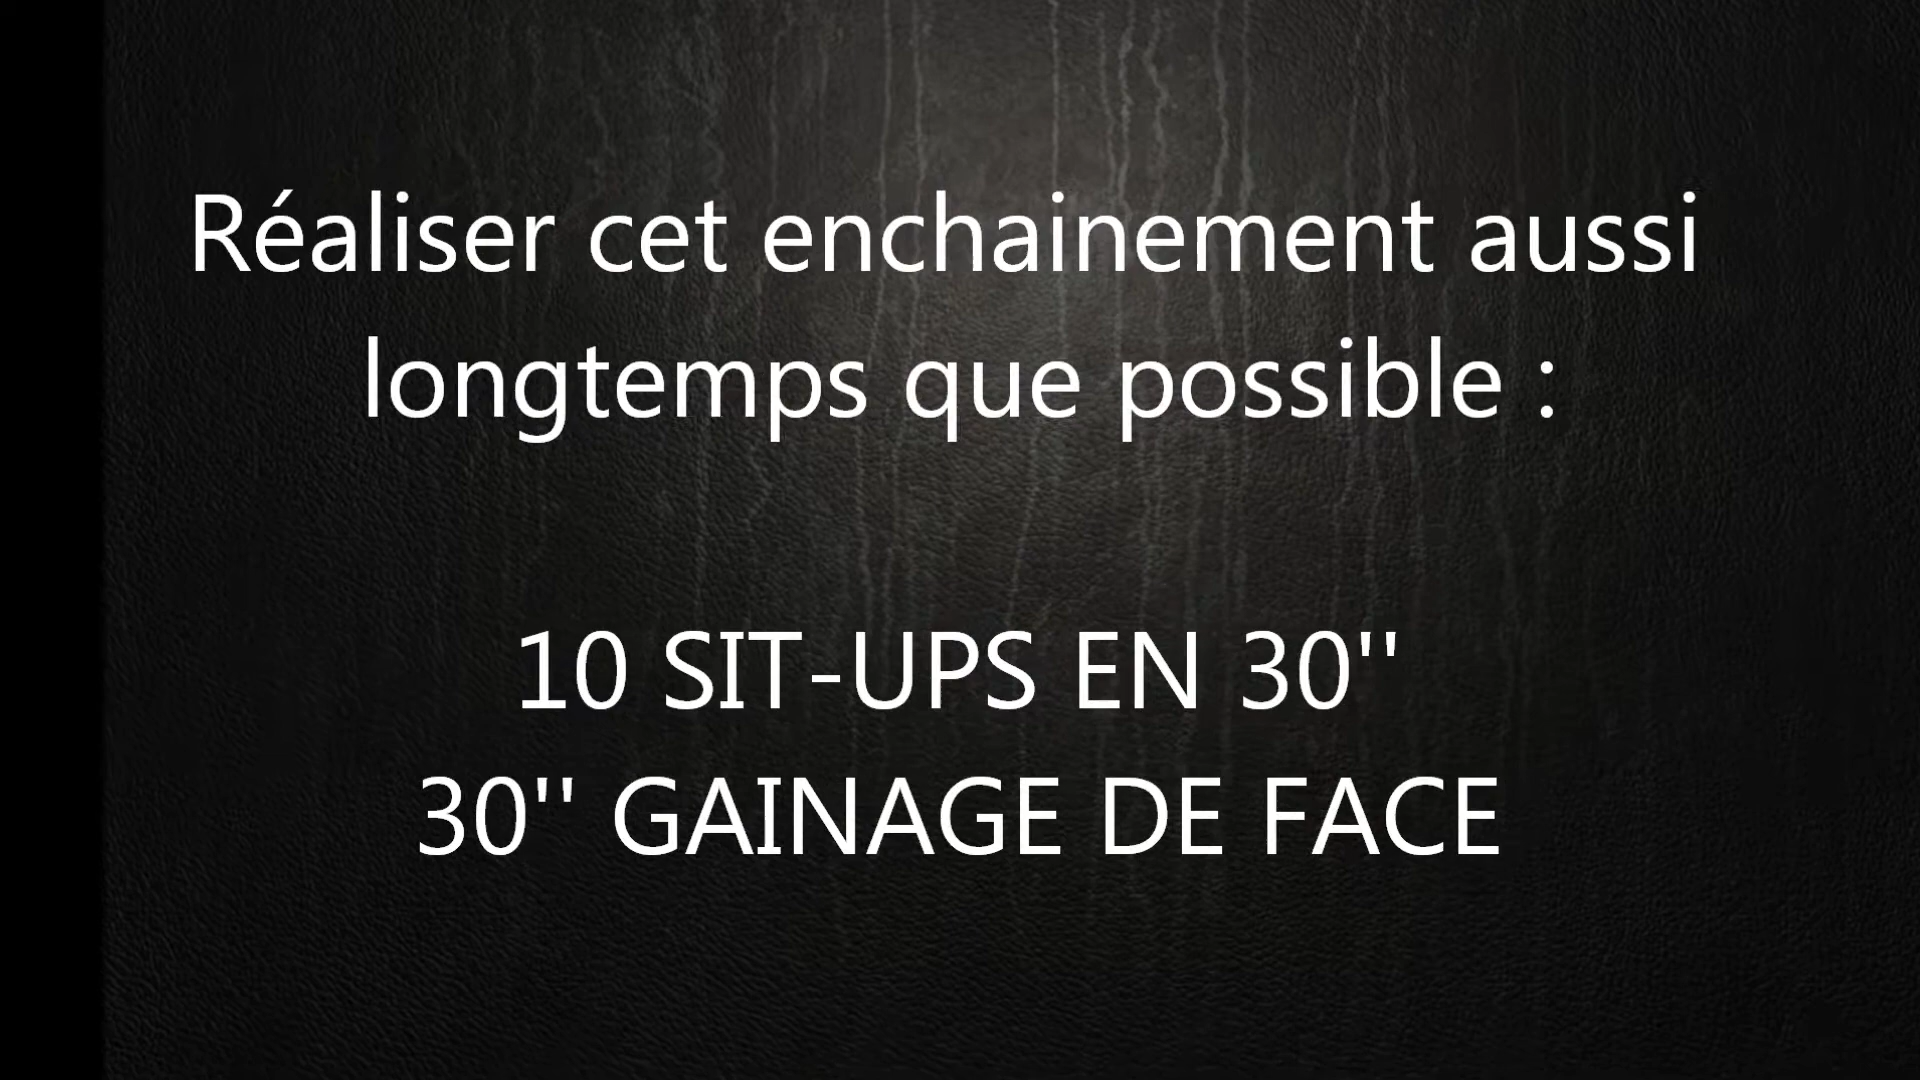 Réaliser cet enchainement aussi
longtemps que possible :
10 SIT-UPS EN 30''
30'' GAINAGE DE FACE